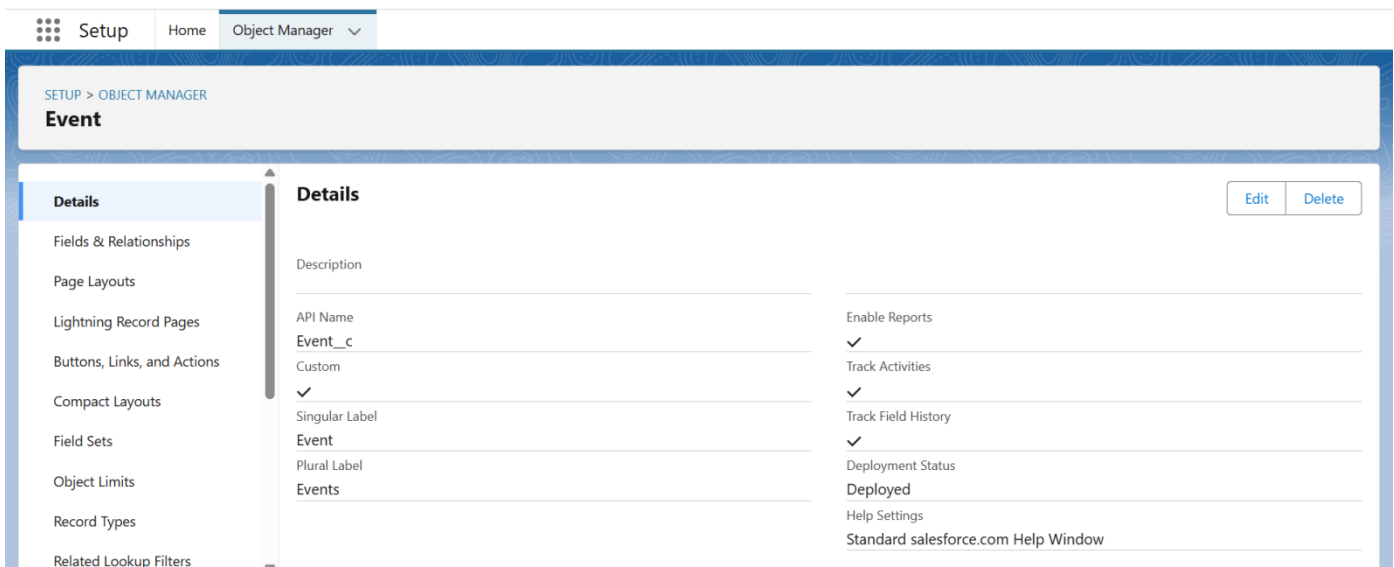 Setup Home Object Manager
SETUP > OBJECT MANAGER
Event
Details
Fields & Relationships
Page Layouts
Lightning Record Pages
Buttons, Links, and Actions
Compact Layouts
Field Sets
Object Limits
Record Types
Related Lookup Filters
Details
Edit Delete
Description
API Name
Event__c
Custom
Singular Label
Event
Plural Label
Events
Enable Reports
Track Activities
Track Field History
Deployment Status
Deployed
Help Settings
Standard salesforce.com Help Window